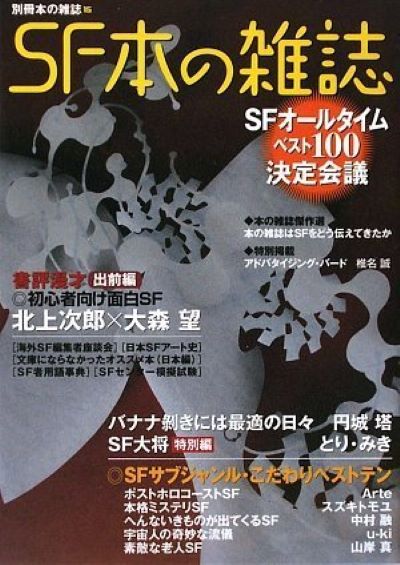 別冊本の雑誌15
SF本の雑誌
SFオールタイム
ベスト100
決定会議
◆本の雑誌傑作選
本の雑誌はSFをどう伝えてきたか
◆特別掲載
アドバタイジング・バード 椎名 誠
書評漫才 出前編
◎初心者向け面白SF
北上次郎×大森 望
[海外SF編集者座談会][日本SFアート史]
[文庫にならなかったオススメ本(日本編)]
[SF者用語事典][SFセンター模擬試験]
バナナ剝きには最適の日々 円城 塔
SF大将 特別編 とり・みき
◎SFサブジャンル・こだわりベストテン
ポストホロコーストSF Arte
本格ミステリSF スズキトモユ
へんないきものが出てくるSF 中村 融
宇宙人の奇妙な流儀 u-ki
素敵な老人SF 山岸 真